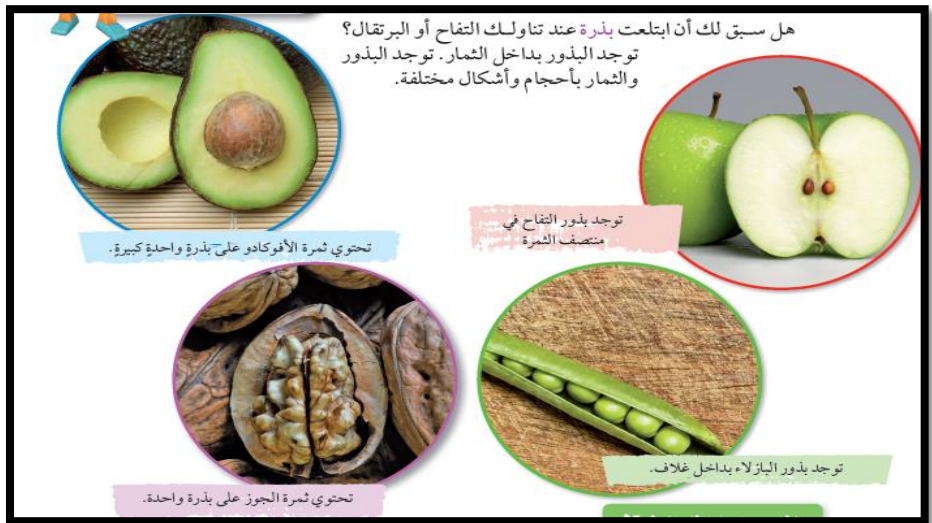 هل سبق لك أن ابتلعت بذرة عند تناولك التفاح أو البرتقال؟
توجد البذور بداخل الثمار. توجد البذور
والثمار بأحجام وأشكال مختلفة.
توجد بذور التفاح في
منتصف الثمرة
تحتوي ثمرة الأفوكادو على بذرةٍ واحدةٍ كبيرةٍ.
توجد بذور البازلاء بداخل غلاف.
تحتوي ثمرة الجوز على بذرة واحدة.